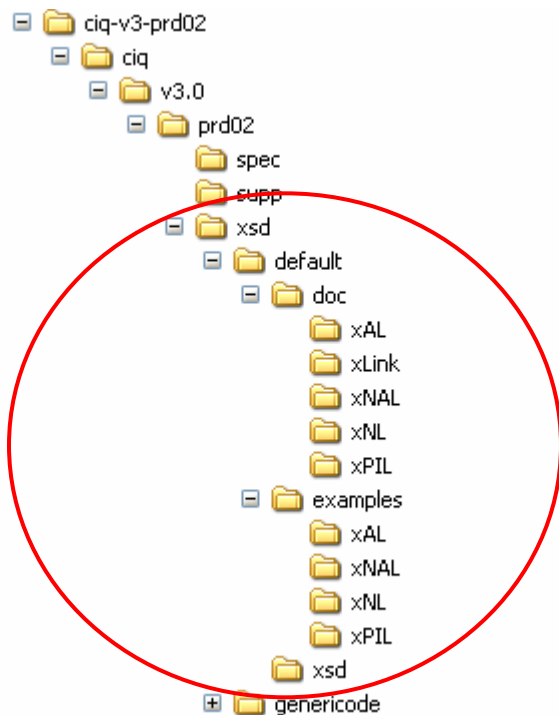 ciq-v3-prd02
ciq
v3.0
prd02
spec
supp
xsd
default
doc
xAL
xLink
xNAL
xNL
xPIL
examples
xAL
xNAL
xNL
xPIL
xsd
genericode